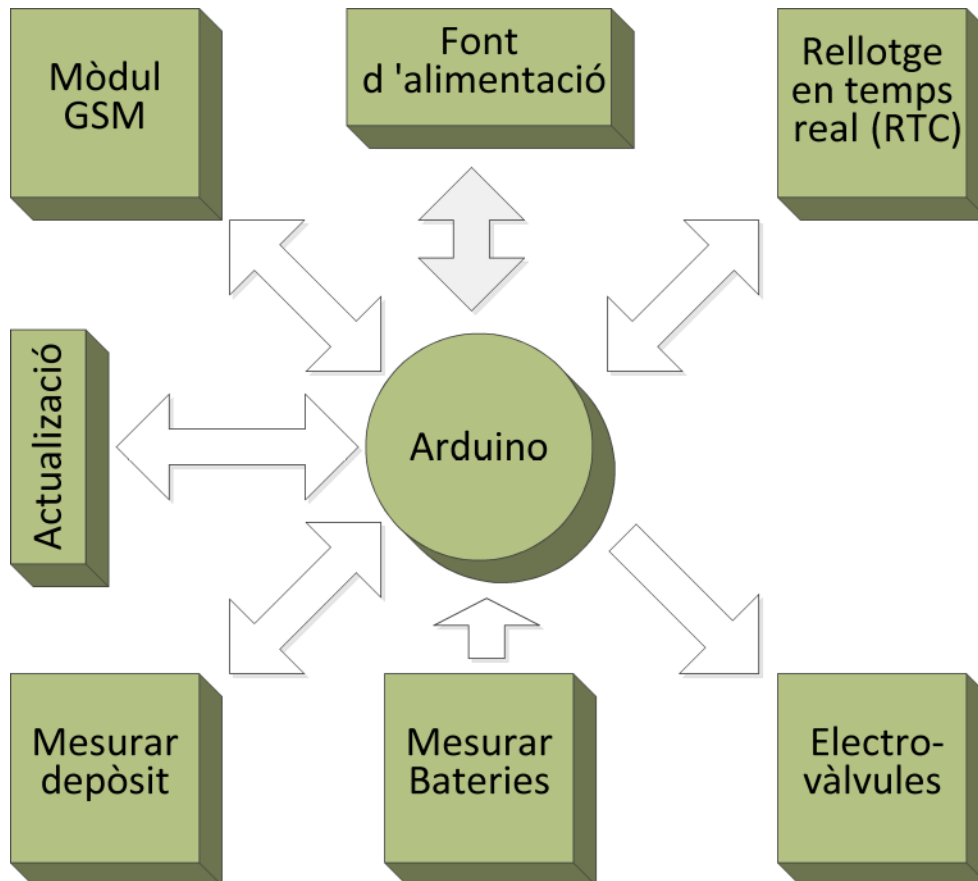 Mòdul
GSM
Font
d 'alimentació
Rellotge
en temps
real (RTC)
Actualizació
Arduino
Mesurar
depòsit
Mesurar
Bateries
Electro-
vàlvules